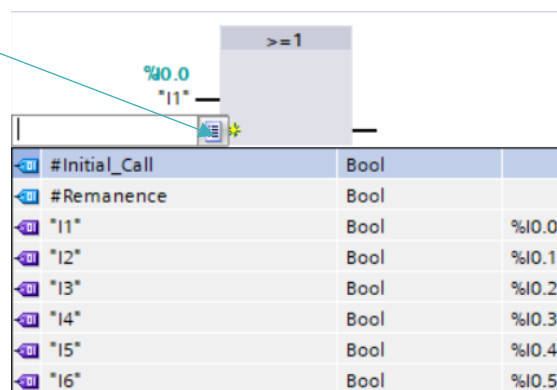 >=1
%I0.0
"I1"
#Initial_Call Bool
#Remanence Bool
"I1" Bool %I0.0
"I2" Bool %I0.1
"I3" Bool %I0.2
"I4" Bool %I0.3
"I5" Bool %I0.4
"I6" Bool %I0.5